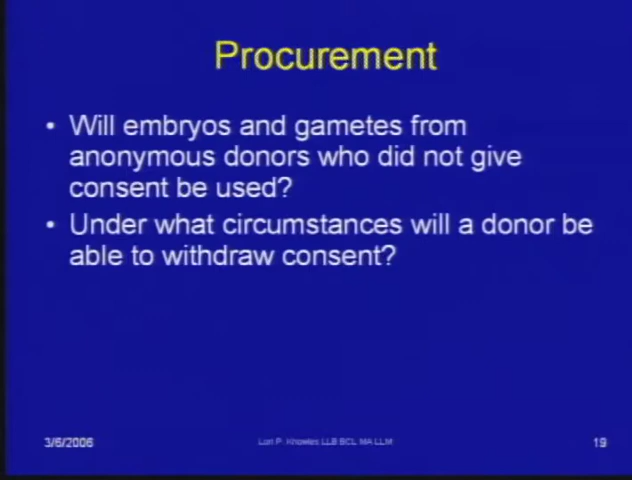 Procurement
• Will embryos and gametes from
anonymous donors who did not give
consent be used?
• Under what circumstances will a donor be
able to withdraw consent?
3/6/2006
Lori P. Knowles LLB BCL MA LLM
19